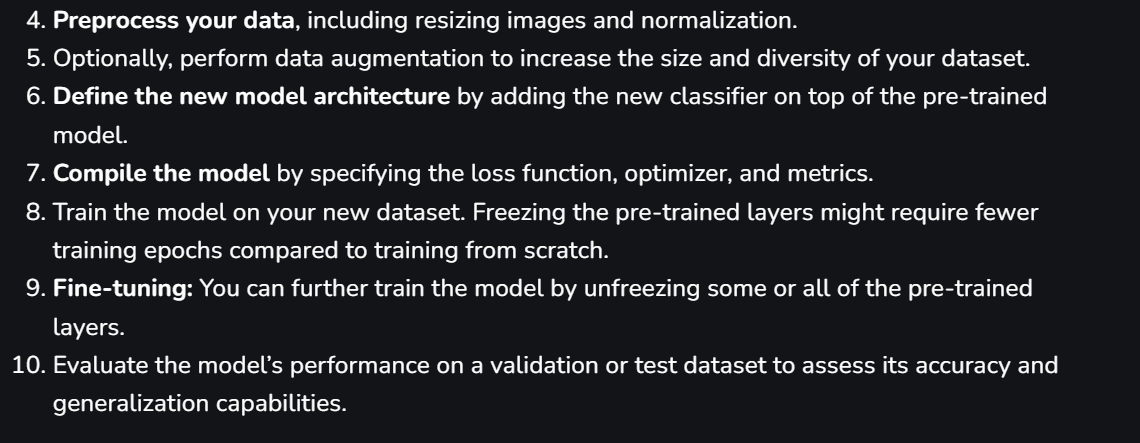 4. Preprocess your data, including resizing images and normalization.
5. Optionally, perform data augmentation to increase the size and diversity of your dataset.
6. Define the new model architecture by adding the new classifier on top of the pre-trained
model.
7. Compile the model by specifying the loss function, optimizer, and metrics.
8. Train the model on your new dataset. Freezing the pre-trained layers might require fewer
training epochs compared to training from scratch.
9. Fine-tuning: You can further train the model by unfreezing some or all of the pre-trained
layers.
10. Evaluate the model’s performance on a validation or test dataset to assess its accuracy and
generalization capabilities.